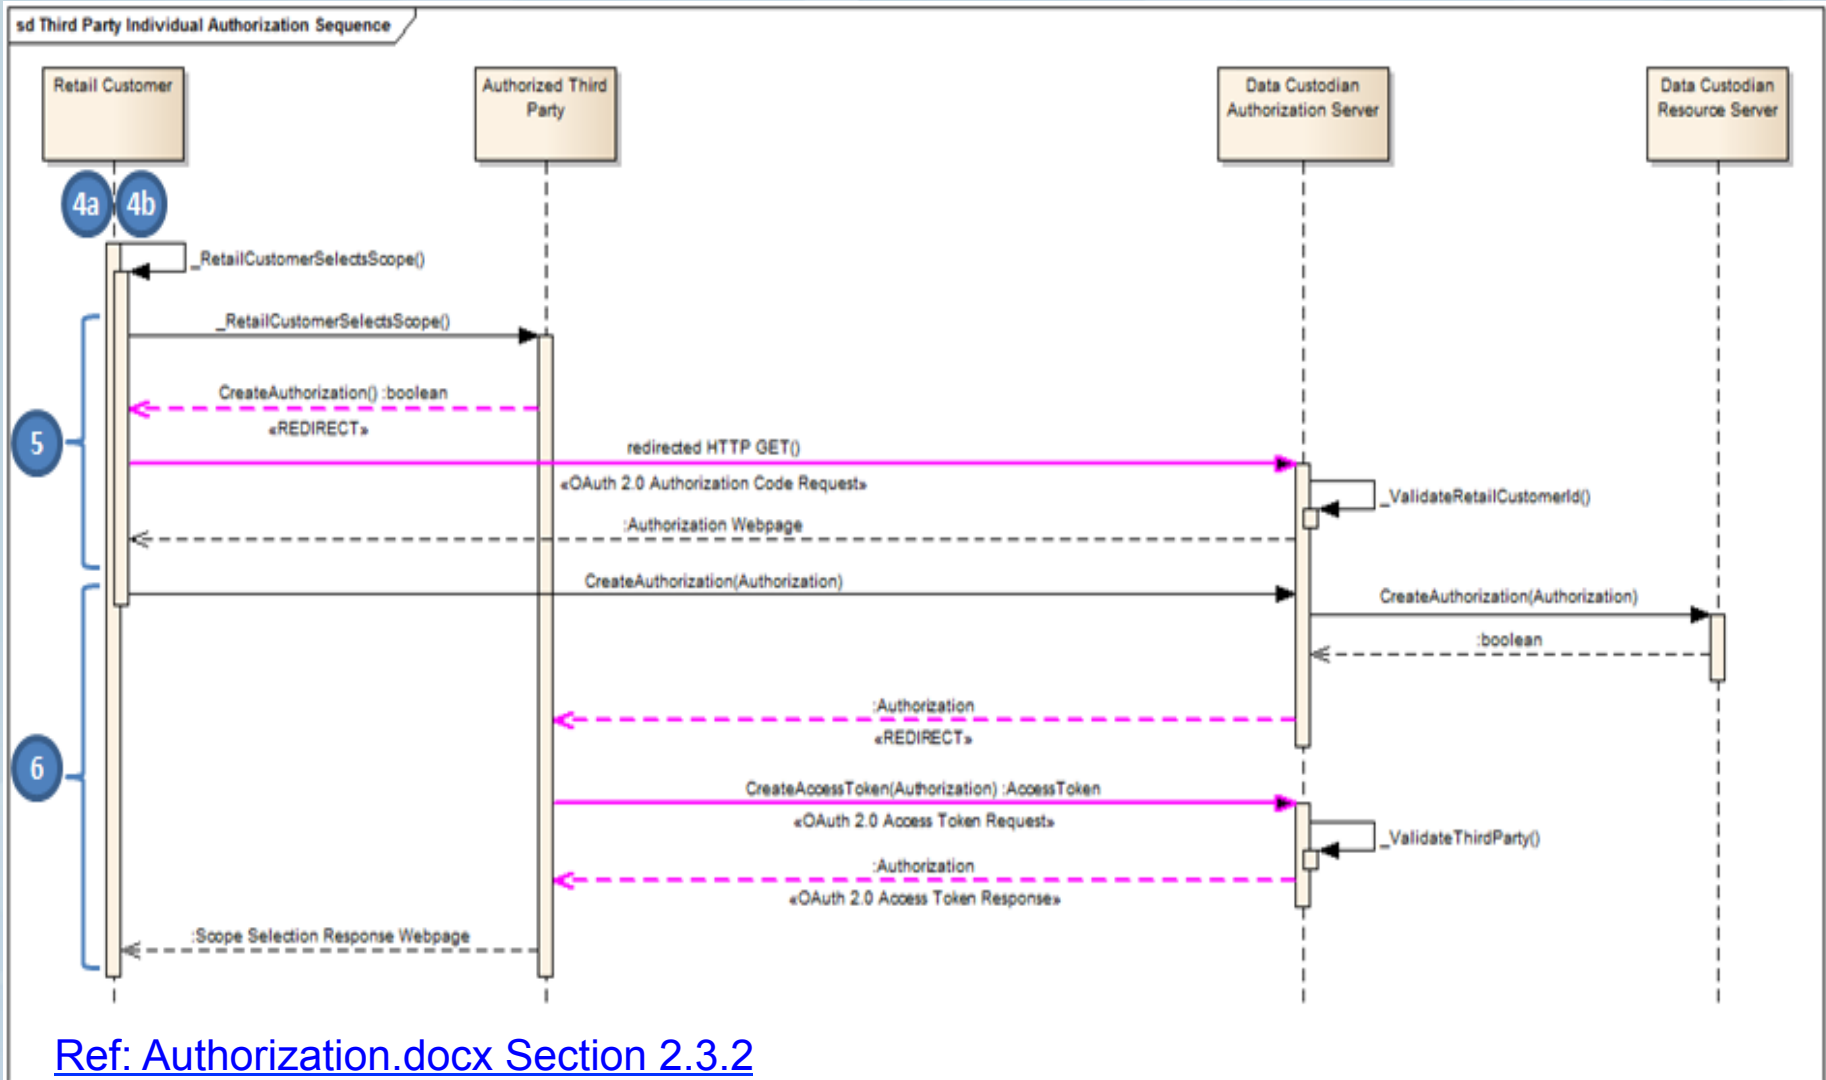 sd Third Party Individual Authorization Sequence
Retail Customer
Authorized Third
Party
Data Custodian
Authorization Server
Data Custodian
Resource Server
4a
4b
_RetailCustomerSelectsScope()
_RetailCustomerSelectsScope()
CreateAuthorization() :boolean
«REDIRECT»
5
redirected HTTP GET()
«OAuth 2.0 Authorization Code Request»
_ValidateRetailCustomerId()
:Authorization Webpage
CreateAuthorization(Authorization)
CreateAuthorization(Authorization)
:boolean
:Authorization
«REDIRECT»
6
CreateAccessToken(Authorization) :AccessToken
«OAuth 2.0 Access Token Request»
_ValidateThirdParty()
:Authorization
«OAuth 2.0 Access Token Response»
:Scope Selection Response Webpage
Ref: Authorization.docx Section 2.3.2